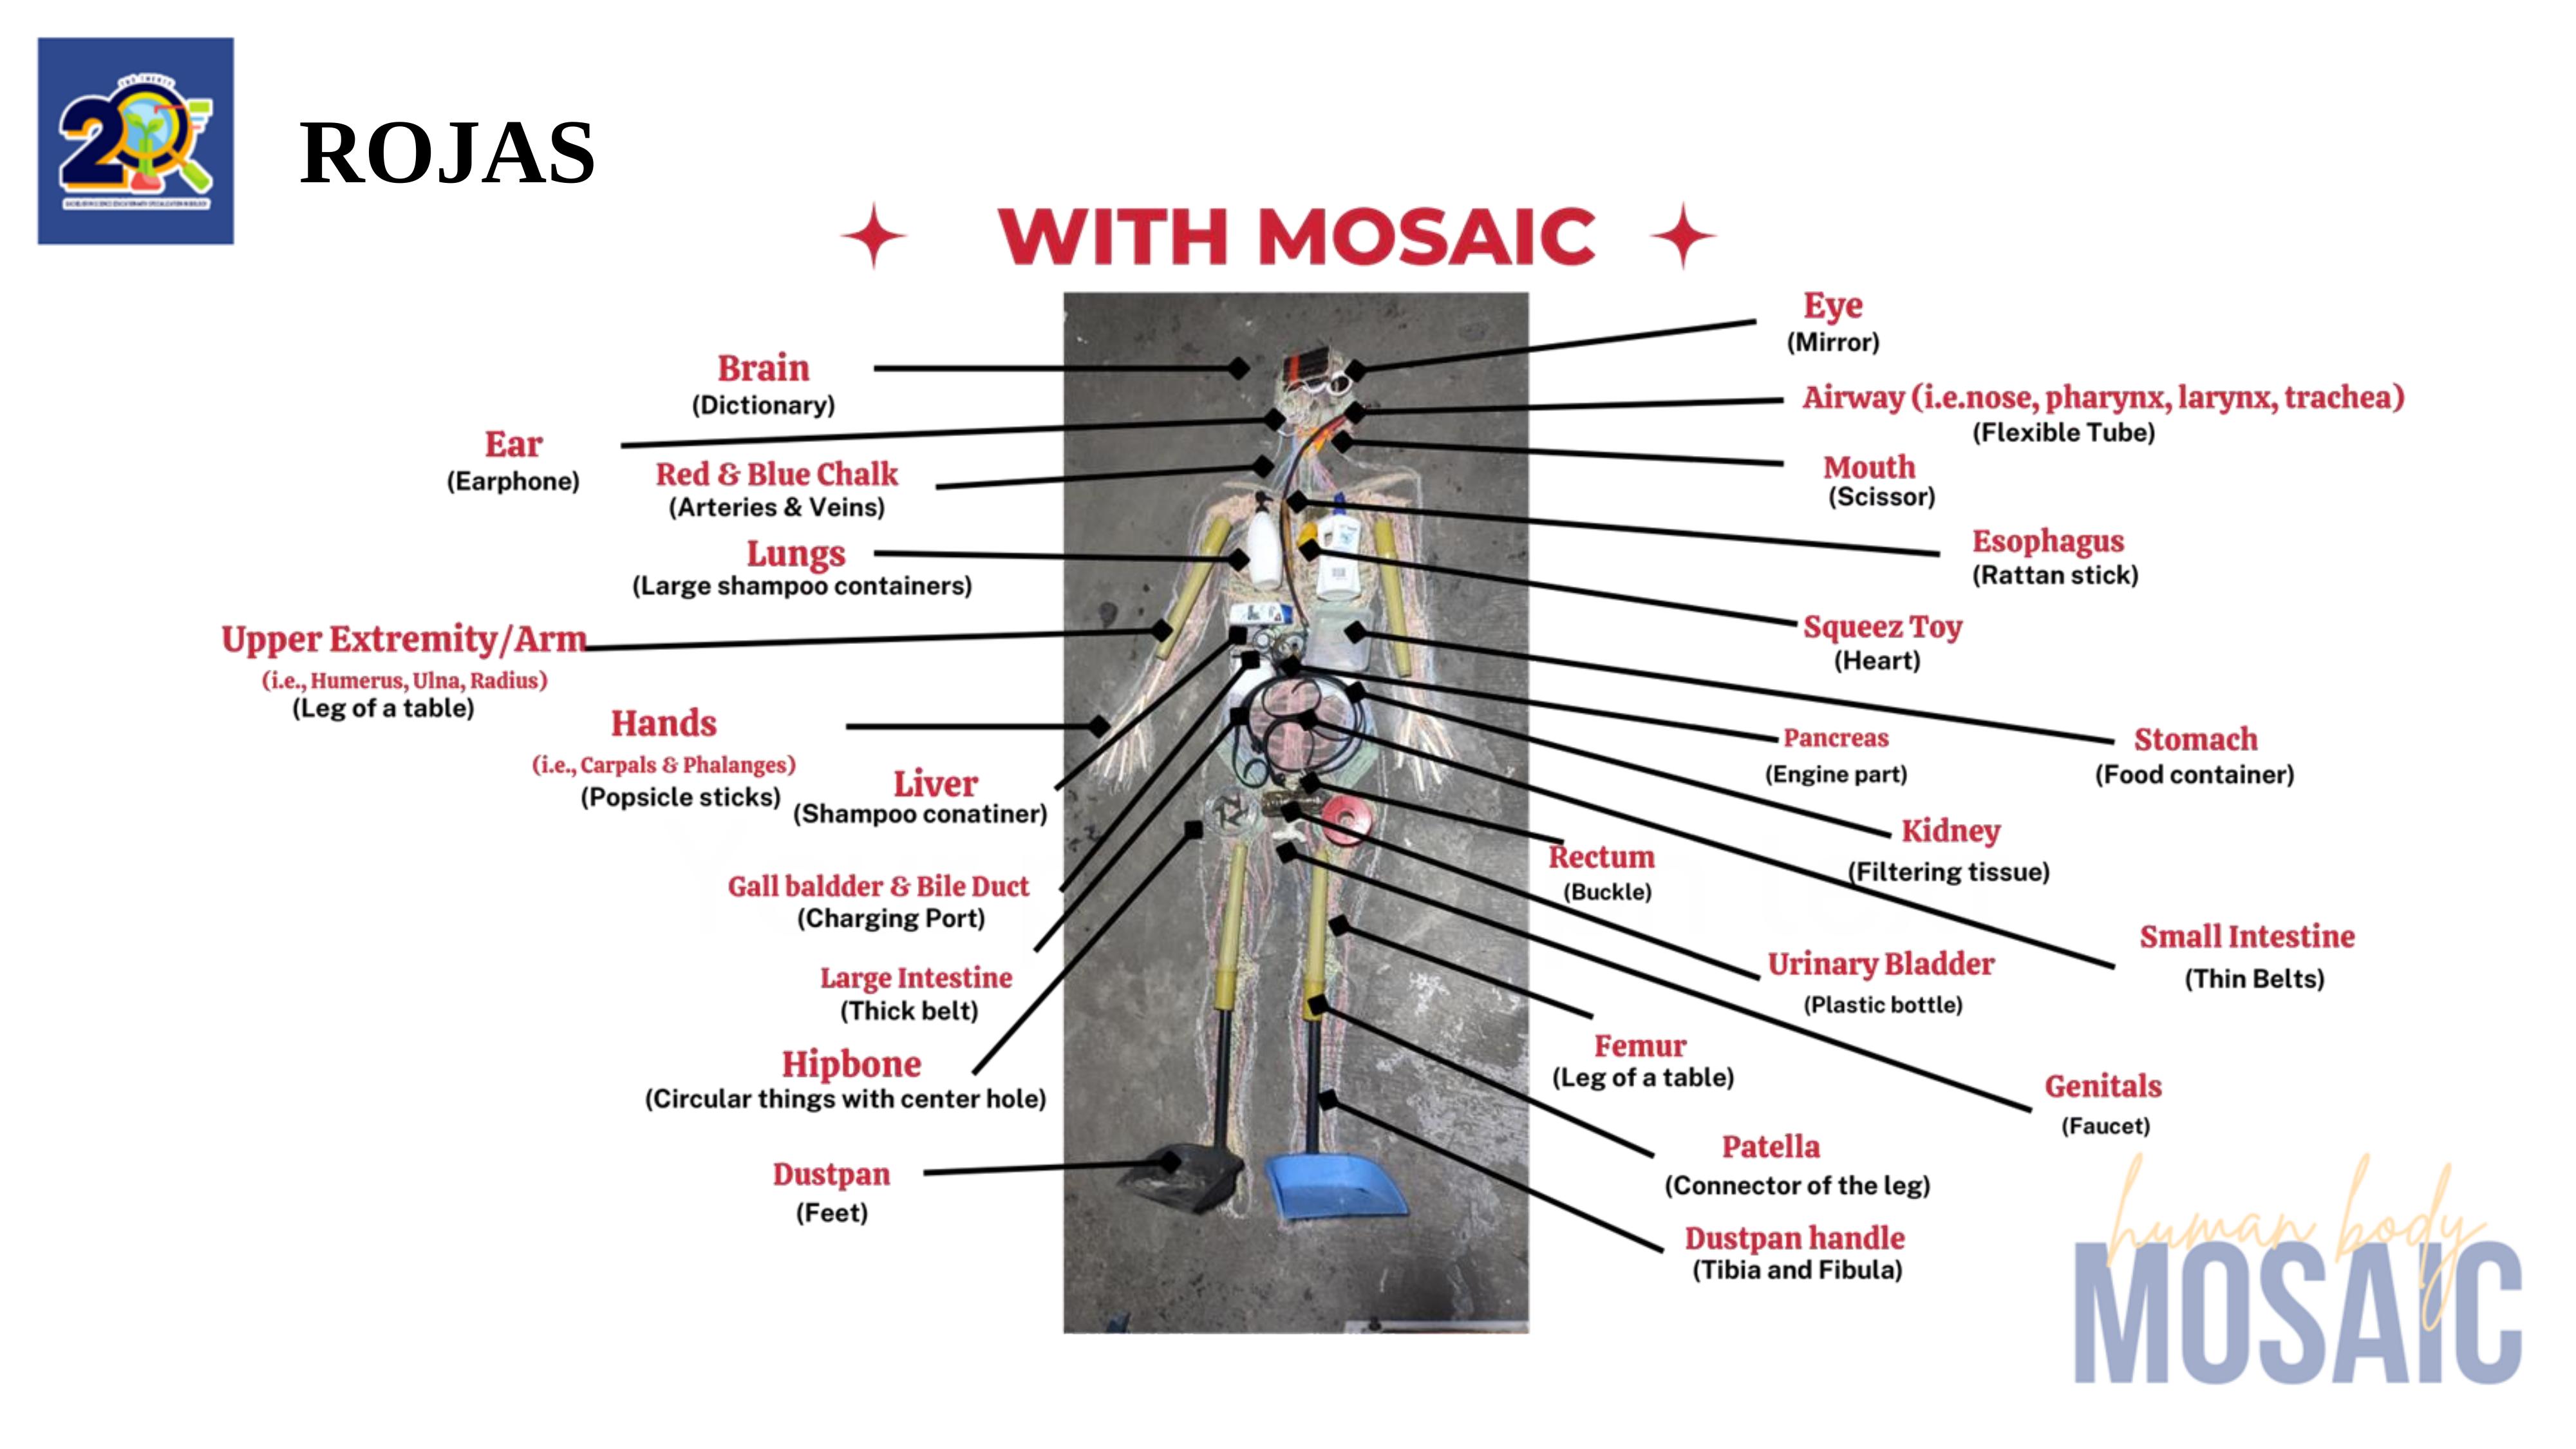 ROJAS
WITH MOSAIC
Brain
(Dictionary)
Ear
(Earphone)
Red & Blue Chalk
(Arteries & Veins)
Lungs
(Large shampoo containers)
Upper Extremity/Arm
(i.e., Humerus, Ulna, Radius)
(Leg of a table)
Hands
(i.e., Carpals & Phalanges)
(Popsicle sticks)
Liver
(Shampoo conatiner)
Gall baldder & Bile Duct
(Charging Port)
Large Intestine
(Thick belt)
Hipbone
(Circular things with center hole)
Dustpan
(Feet)
Eye
(Mirror)
Airway (i.e.nose, pharynx, larynx, trachea)
(Flexible Tube)
Mouth
(Scissor)
Esophagus
(Rattan stick)
Squeez Toy
(Heart)
Stomach
(Food container)
Pancreas
(Engine part)
Kidney
(Filtering tissue)
Rectum
(Buckle)
Small Intestine
(Thin Belts)
Urinary Bladder
(Plastic bottle)
Femur
(Leg of a table)
Genitals
(Faucet)
Patella
(Connector of the leg)
Dustpan handle
(Tibia and Fibula)
human body
MOSAIC
20